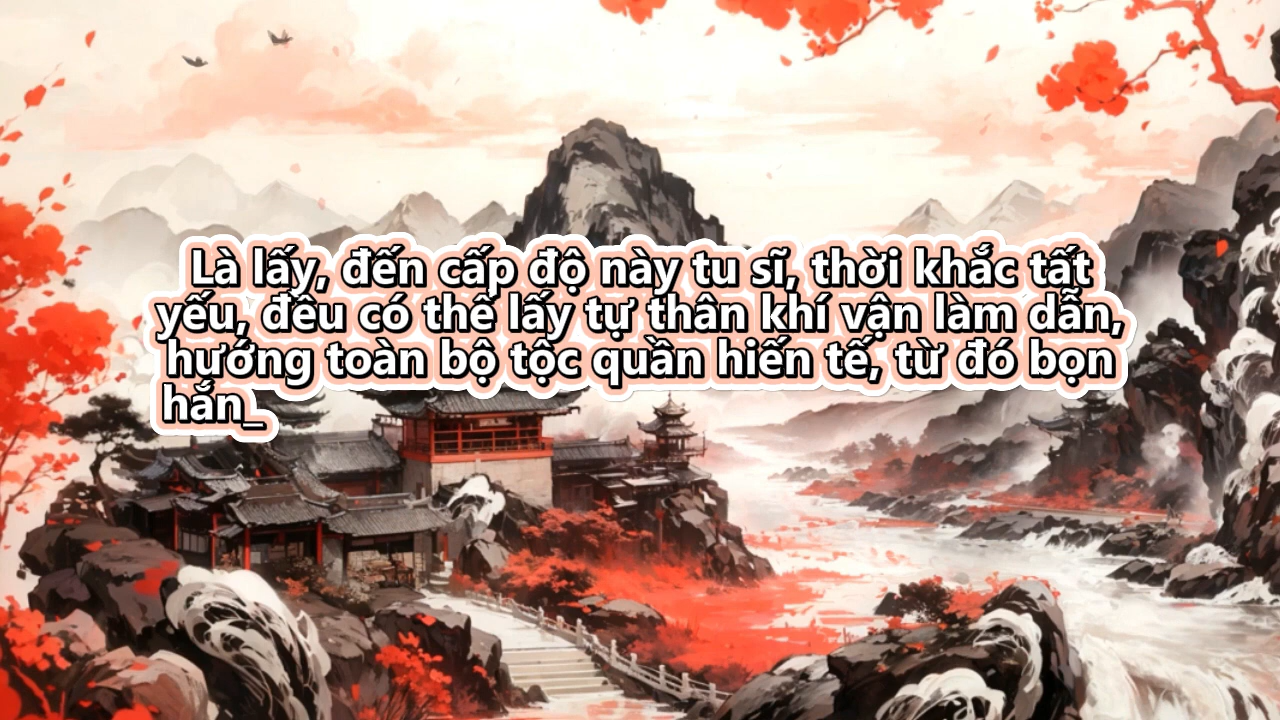 Là lấy, đến cấp độ này tu sĩ, thời khắc tất
yếu, đều có thể lấy tự thân khí vận làm dẫn,
hướng toàn bộ tộc quần hiến tế, từ đó bọn
hắn_